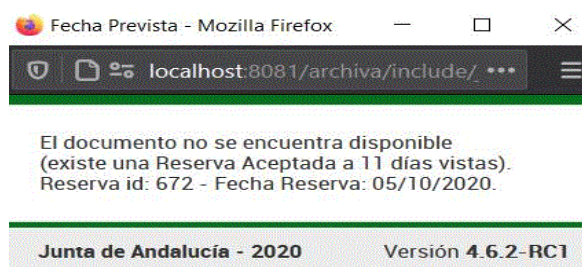 Fecha Prevista - Mozilla Firefox
localhost:8081/archiva/include/_ •••
El documento no se encuentra disponible
(existe una Reserva Aceptada a 11 días vistas).
Reserva id: 672 - Fecha Reserva: 05/10/2020.
Junta de Andalucía - 2020 Versión 4.6.2-RC1